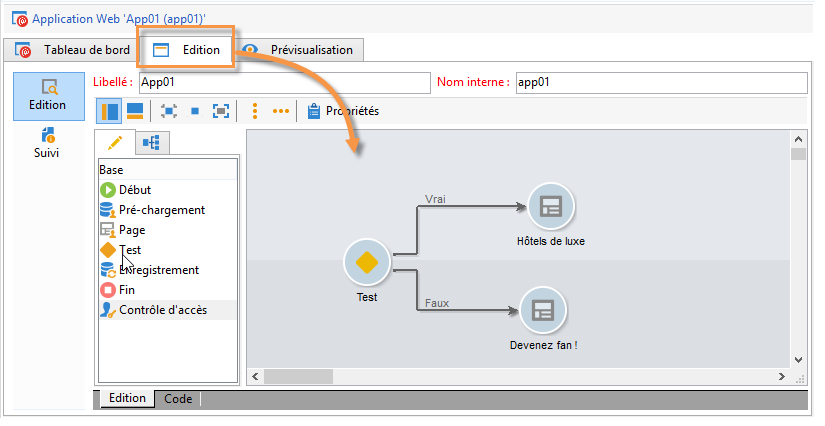 Application Web 'App01 (app01)'
Tableau de bord Edition Prévisualisation
Edition
Suivi
Libellé : App01 Nom interne : app01
Propriétés
Base
Début
Pré-chargement
Page
Test
Enregistrement
Fin
Contrôle d'accès
Vrai
Hôtels de luxe
Test
Faux
Devenez fan !
Edition Code